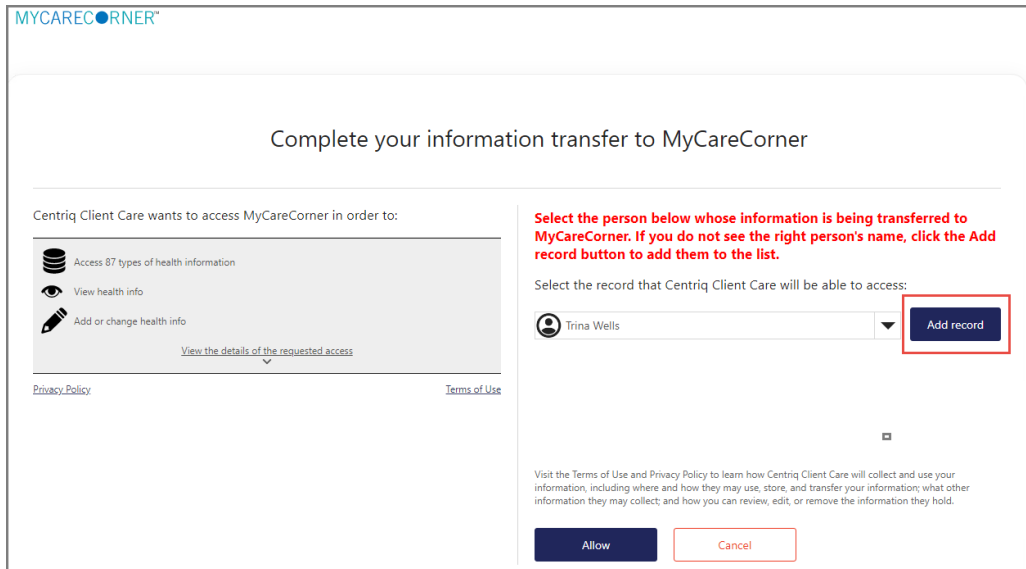 MYCARECORNER™
Complete your information transfer to MyCareCorner
Centriq Client Care wants to access MyCareCorner in order to:
Access 87 types of health information
View health info
Add or change health info
View the details of the requested access
Privacy Policy
Terms of Use
Select the person below whose information is being transferred to
MyCareCorner. If you do not see the right person's name, click the Add
record button to add them to the list.
Select the record that Centriq Client Care will be able to access:
Trina Wells
Add record
Visit the Terms of Use and Privacy Policy to learn how Centriq Client Care will collect and use your
information, including where and how they may use, store, and transfer your information; what other
information they may collect; and how you can review, edit, or remove the information they hold.
Allow
Cancel